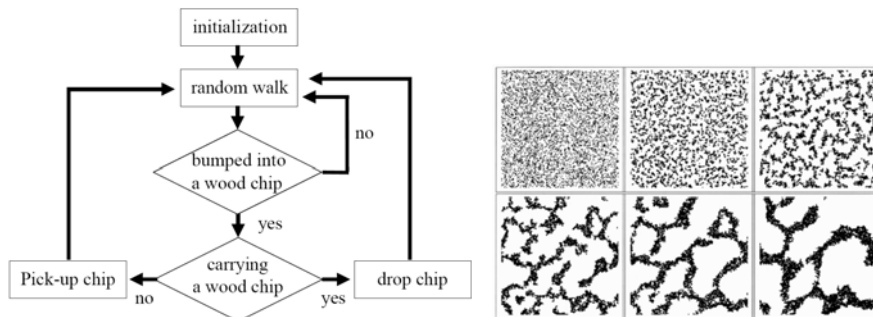 initialization
random walk
no
bumped into
a wood chip
yes
Pick-up chip
no
carrying
a wood chip
yes
drop chip